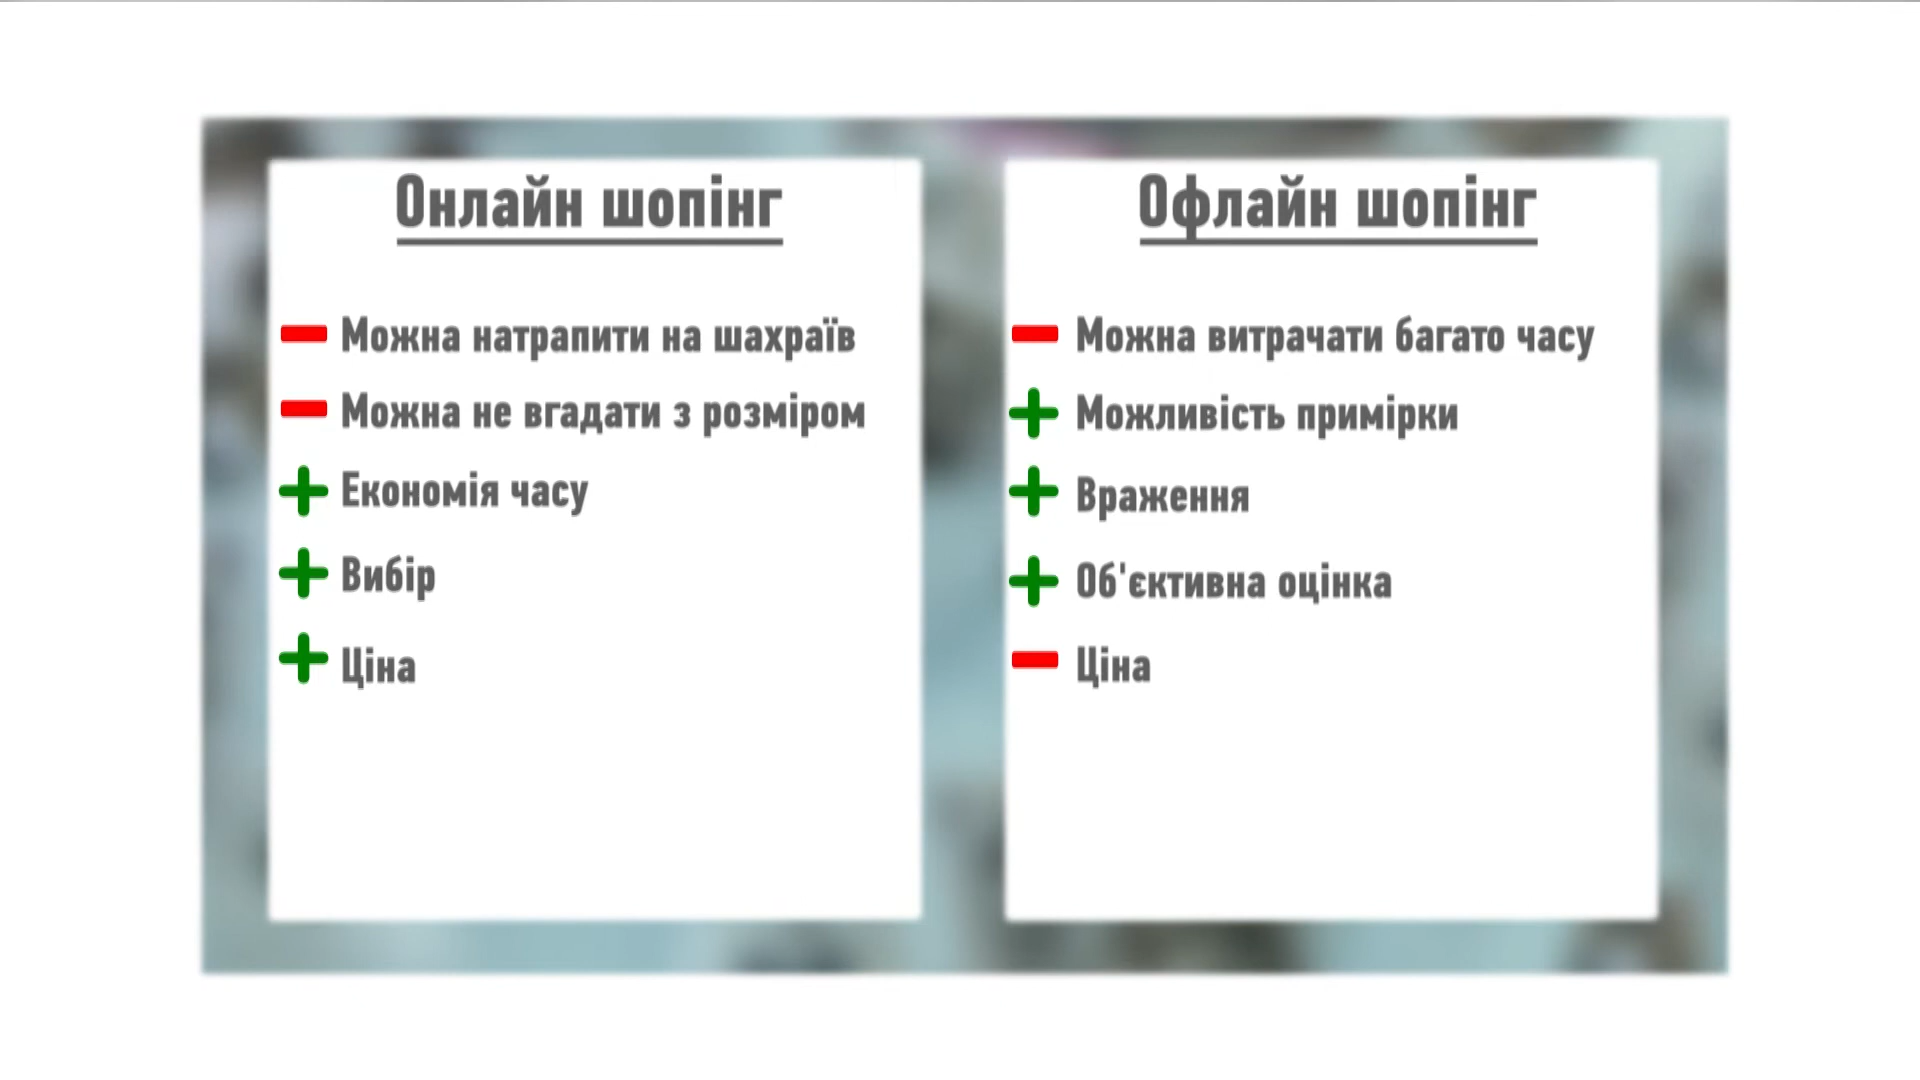 Онлайн шопінг
Можна натрапити на шахраїв
Можна не вгадати з розміром
Економія часу
Вибір
Ціна
Офлайн шопінг
Можна витрачати багато часу
Можливість примірки
Враження
Об'єктивна оцінка
Ціна